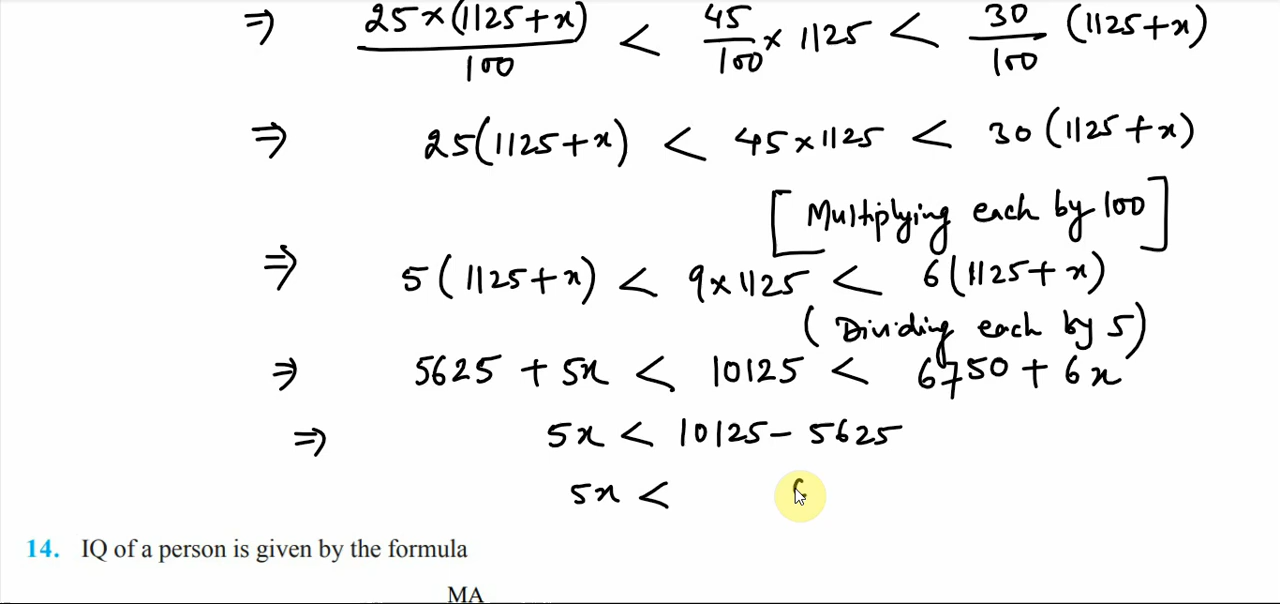 ⇒ 25×(1125+x)/100 < 45/100 × 1125 < 30/100 (1125+x)
⇒ 25(1125+x) < 45×1125 < 30(1125+x)
[Multiplying each by 100]
⇒ 5(1125+x) < 9×1125 < 6(1125+x)
(Dividing each by 5)
⇒ 5625 + 5x < 10125 < 6750 + 6x
⇒ 5x < 10125 - 5625
5x <
14. IQ of a person is given by the formula
MA